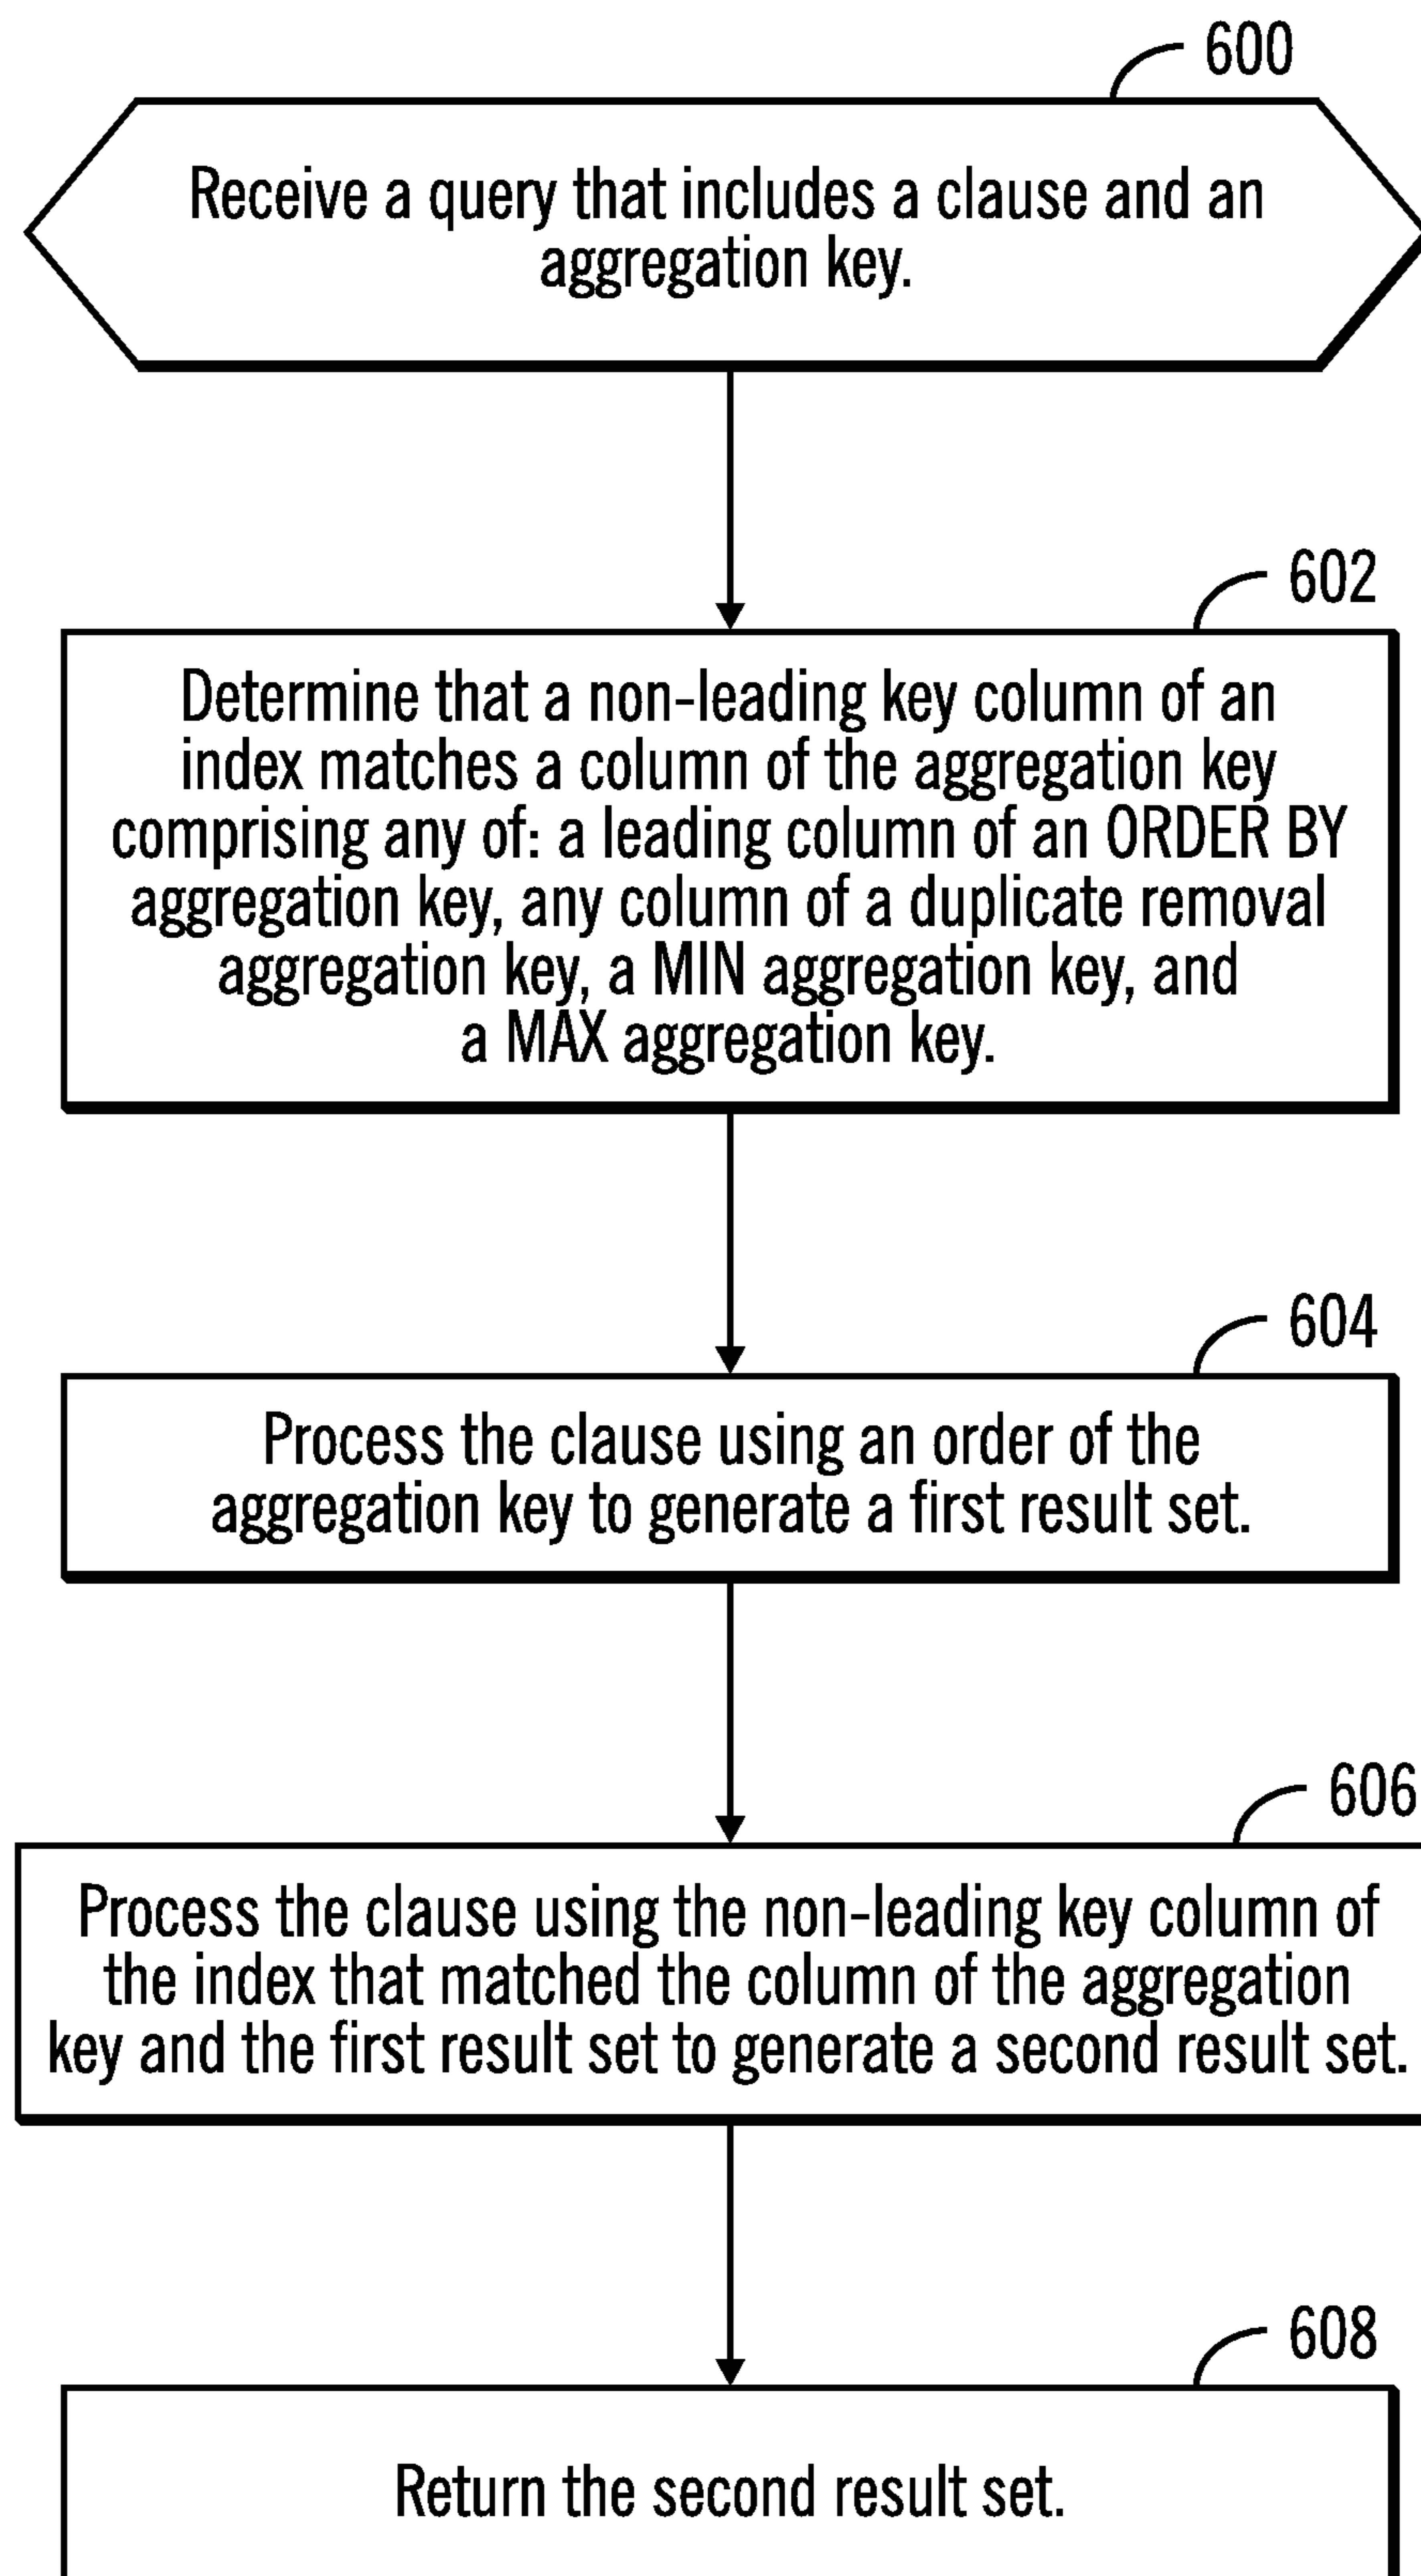 600
Receive a query that includes a clause and an
aggregation key.
602
Determine that a non-leading key column of an
index matches a column of the aggregation key
comprising any of: a leading column of an ORDER BY
aggregation key, any column of a duplicate removal
aggregation key, a MIN aggregation key, and
a MAX aggregation key.
604
Process the clause using an order of the
aggregation key to generate a first result set.
606
Process the clause using the non-leading key column of
the index that matched the column of the aggregation
key and the first result set to generate a second result set.
608
Return the second result set.